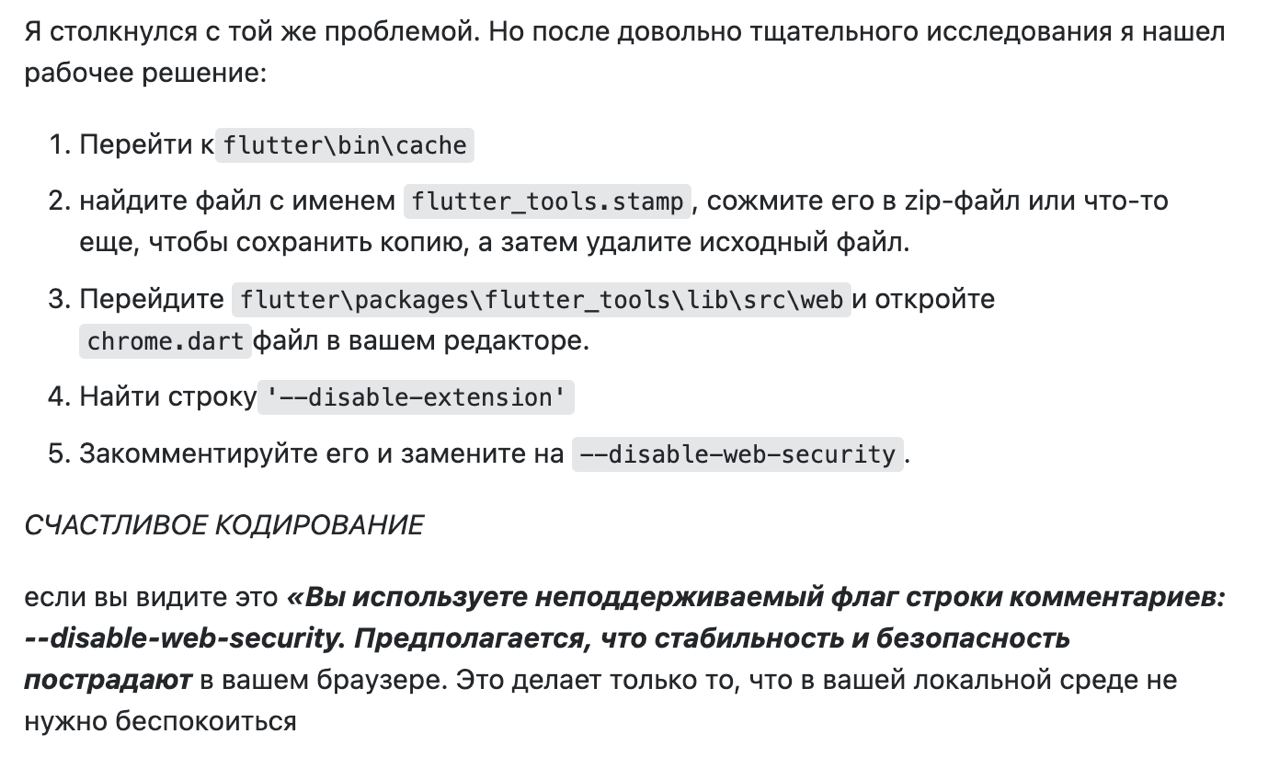 Я столкнулся с той же проблемой. Но после довольно тщательного исследования я нашел
рабочее решение:
1. Перейти к flutter\bin\cache
2. найдите файл с именем flutter_tools.stamp, сожмите его в zip-файл или что-то
еще, чтобы сохранить копию, а затем удалите исходный файл.
3. Перейдите flutter\packages\flutter_tools\lib\src\web и откройте
chrome.dart файл в вашем редакторе.
4. Найти строку '--disable-extension'
5. Закомментируйте его и замените на --disable-web-security.
СЧАСТЛИВОЕ КОДИРОВАНИЕ
если вы видите это «Вы используете неподдерживаемый флаг строки комментариев:
--disable-web-security. Предполагается, что стабильность и безопасность
пострадают в вашем браузере. Это делает только то, что в вашей локальной среде не
нужно беспокоиться